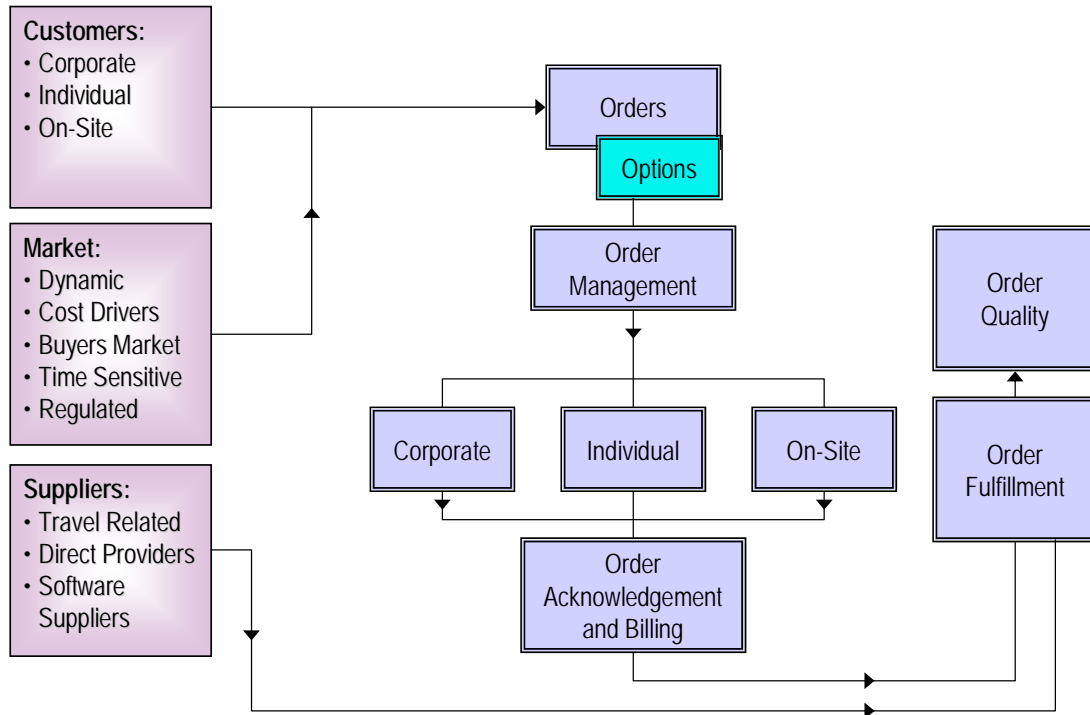 Customers:
• Corporate
• Individual
• On-Site
Market:
• Dynamic
• Cost Drivers
• Buyers Market
• Time Sensitive
• Regulated
Suppliers:
• Travel Related
• Direct Providers
• Software
Suppliers
Orders
Options
Order
Management
Corporate
Individual
On-Site
Order
Acknowledgement
and Billing
Order
Quality
Order
Fulfillment